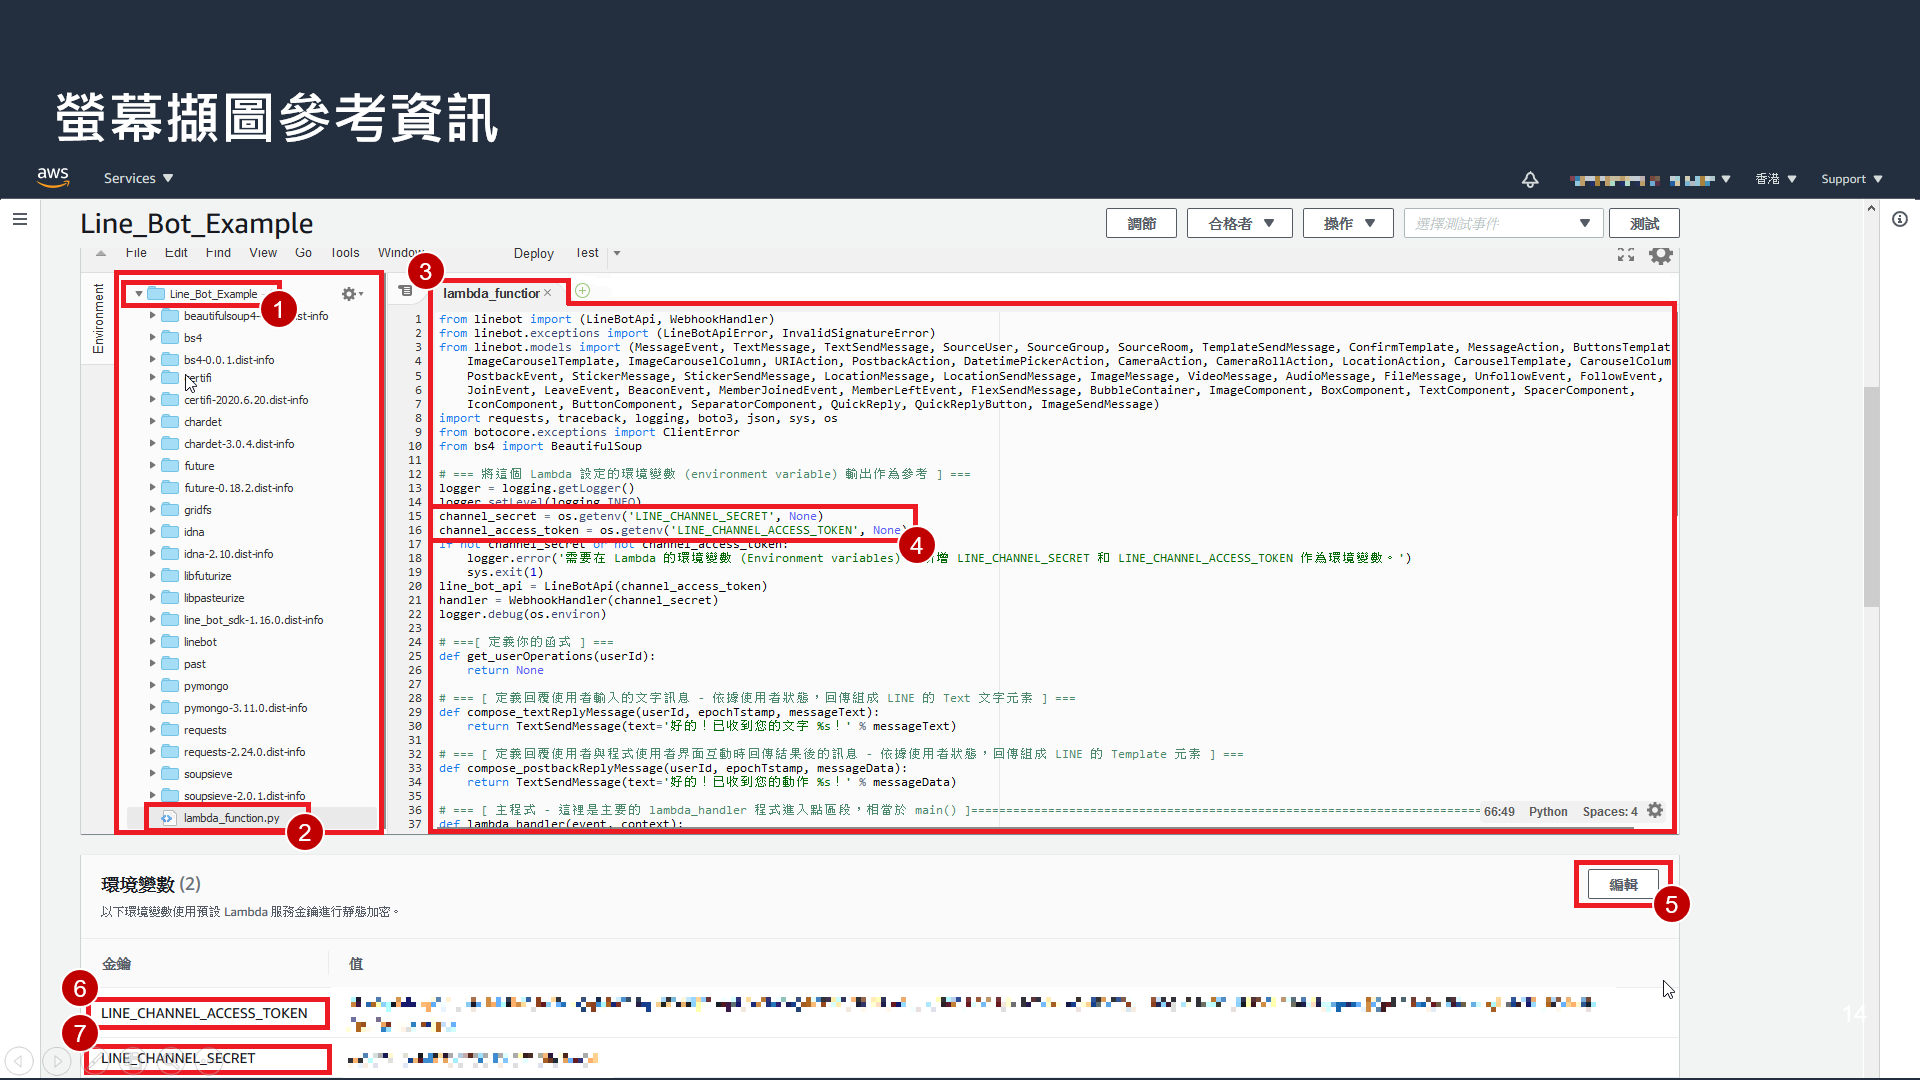 螢幕擷圖參考資訊
aws
Services
香港
Support
Line_Bot_Example
調節
合格者
操作
選擇測試事件
測試
File Edit Find View Go Tools Window Deploy Test
Environment
Line_Bot_Example
1
beautifulsoup4- st-info
bs4
bs4-0.0.1.dist-info
certifi-2020.6.20.dist-info
chardet
chardet-3.0.4.dist-info
future
future-0.18.2.dist-info
gridfs
idna
idna-2.10.dist-info
libfuturize
libpasteurize
line_bot_sdk-1.16.0.dist-info
linebot
past
pymongo
pymongo-3.11.0.dist-info
requests
requests-2.24.0.dist-info
soupsieve
soupsieve-2.0.1.dist-info
lambda_function.py
2
3
lambda_functior
1 from linebot import (LineBotApi, WebhookHandler)
2 from linebot.exceptions import (LineBotApiError, InvalidSignatureError)
3 from linebot.models import (MessageEvent, TextMessage, TextSendMessage, SourceUser, SourceGroup, SourceRoom, TemplateSendMessage, ConfirmTemplate, MessageAction, ButtonsTemplat
4 ImageCarouselTemplate, ImageCarouselColumn, URIAction, PostbackAction, DatetimePickerAction, CameraAction, CameraRollAction, LocationAction, CarouselTemplate, CarouselColum
5 PostbackEvent, StickerMessage, StickerSendMessage, LocationMessage, LocationSendMessage, ImageMessage, VideoMessage, AudioMessage, FileMessage, UnfollowEvent, FollowEvent,
6 JoinEvent, LeaveEvent, BeaconEvent, MemberJoinedEvent, MemberLeftEvent, FlexSendMessage, BubbleContainer, ImageComponent, BoxComponent, TextComponent, SpacerComponent,
7 IconComponent, ButtonComponent, SeparatorComponent, QuickReply, QuickReplyButton, ImageSendMessage)
8 import requests, traceback, logging, boto3, json, sys, os
9 from botocore.exceptions import ClientError
10 from bs4 import BeautifulSoup
11
12 # === 將這個 Lambda 設定的環境變數 (environment variable) 輸出作為參考 ] ===
13 logger = logging.getLogger()
14 logger.setLevel(logging.INFO)
15 channel_secret = os.getenv('LINE_CHANNEL_SECRET', None)
16 channel_access_token = os.getenv('LINE_CHANNEL_ACCESS_TOKEN', None)
4
17 if not channel_secret or not channel_access_token:
18 logger.error('需要在 Lambda 的環境變數 (Environment variables) 增 LINE_CHANNEL_SECRET 和 LINE_CHANNEL_ACCESS_TOKEN 作為環境變數。')
19 sys.exit(1)
20 line_bot_api = LineBotApi(channel_access_token)
21 handler = WebhookHandler(channel_secret)
22 logger.debug(os.environ)
23
24 # ===[ 定義你的函式 ] ===
25 def get_userOperations(userId):
26 return None
27
28 # === [ 定義回覆使用者輸入的文字訊息 - 依據使用者狀態，回傳組成 LINE 的 Text 文字元素 ] ===
29 def compose_textReplyMessage(userId, epochTstamp, messageText):
30 return TextSendMessage(text='好的！已收到您的文字 %s！' % messageText)
31
32 # === [ 定義回覆使用者與程式使用者界面互動時回傳結果後的訊息 - 依據使用者狀態，回傳組成 LINE 的 Template 元素 ] ===
33 def compose_postbackReplyMessage(userId, epochTstamp, messageData):
34 return TextSendMessage(text='好的！已收到您的動作 %s！' % messageData)
35
36 # === [ 主程式 - 這裡是主要的 lambda_handler 程式進入點區段，相當於 main() ]=====
37 def lambda_handler(event, context):
66:49 Python Spaces: 4
環境變數 (2)
編輯
5
以下環境變數使用預設 Lambda 服務金鑰進行靜態加密。
金鑰
值
6
LINE_CHANNEL_ACCESS_TOKEN
7
LINE_CHANNEL_SECRET
14